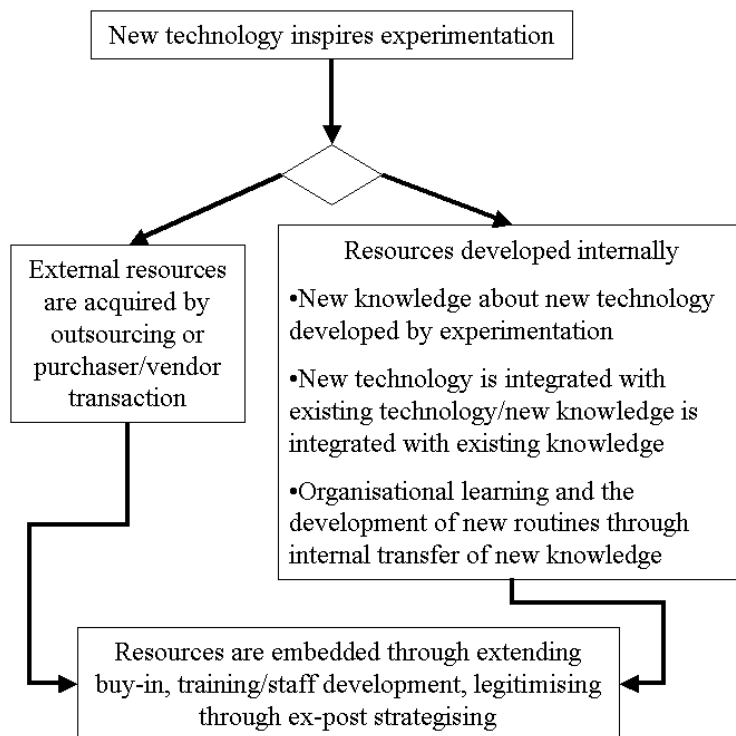 New technology inspires experimentation
External resources
are acquired by
outsourcing or
purchaser/vendor
transaction
Resources developed internally
•New knowledge about new technology
developed by experimentation
•New technology is integrated with
existing technology/new knowledge is
integrated with existing knowledge
•Organisational learning and the
development of new routines through
internal transfer of new knowledge
Resources are embedded through extending
buy-in, training/staff development, legitimising
through ex-post strategising